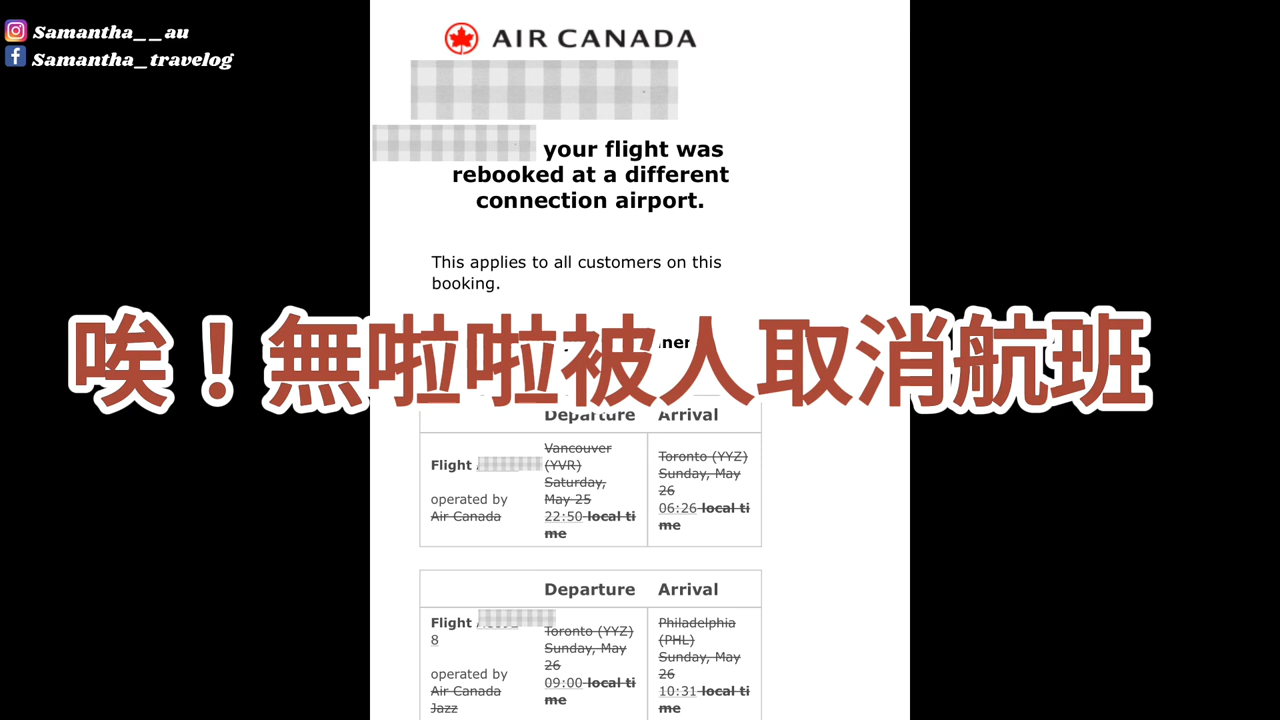 Samantha__au
Samantha_travelog
AIR CANADA
your flight was
rebooked at a different
connection airport.
This applies to all customers on this
booking.
唉！無啦啦被人取消航班
Departure Arrival
Flight
operated by
Air Canada
Vancouver
(YVR)
Saturday,
May 25
22:50 local ti
me
Toronto (YYZ)
Sunday, May
26
06:26 local ti
me
Departure Arrival
Flight
8
operated by
Air Canada
Jazz
Toronto (YYZ)
Sunday, May
26
09:00 local ti
me
Philadelphia
(PHL)
Sunday, May
26
10:31 local ti
me